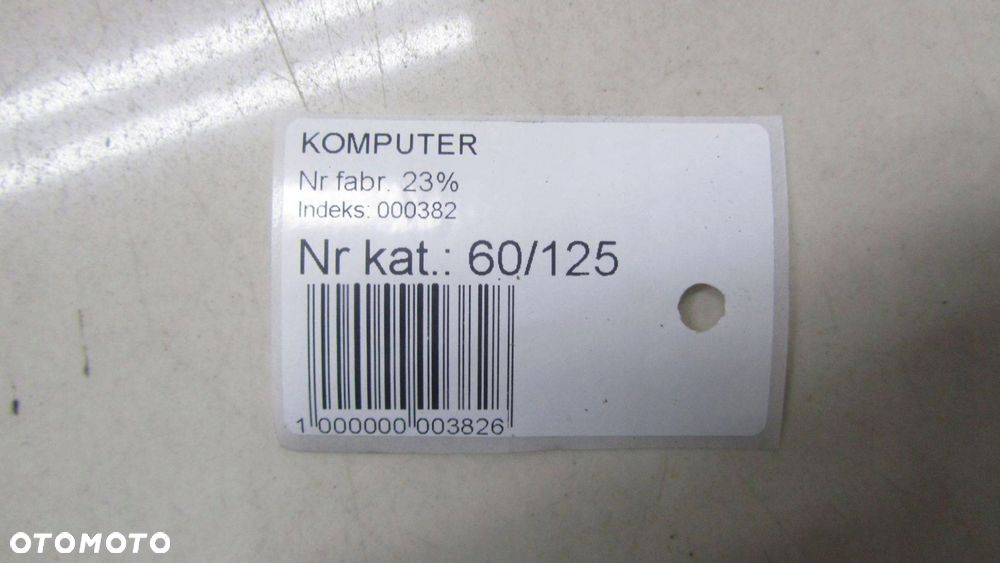 KOMPUTER
Nr fabr. 23%
Indeks: 000382
Nr kat.: 60/125
1 000000 003826
OTOMOTO